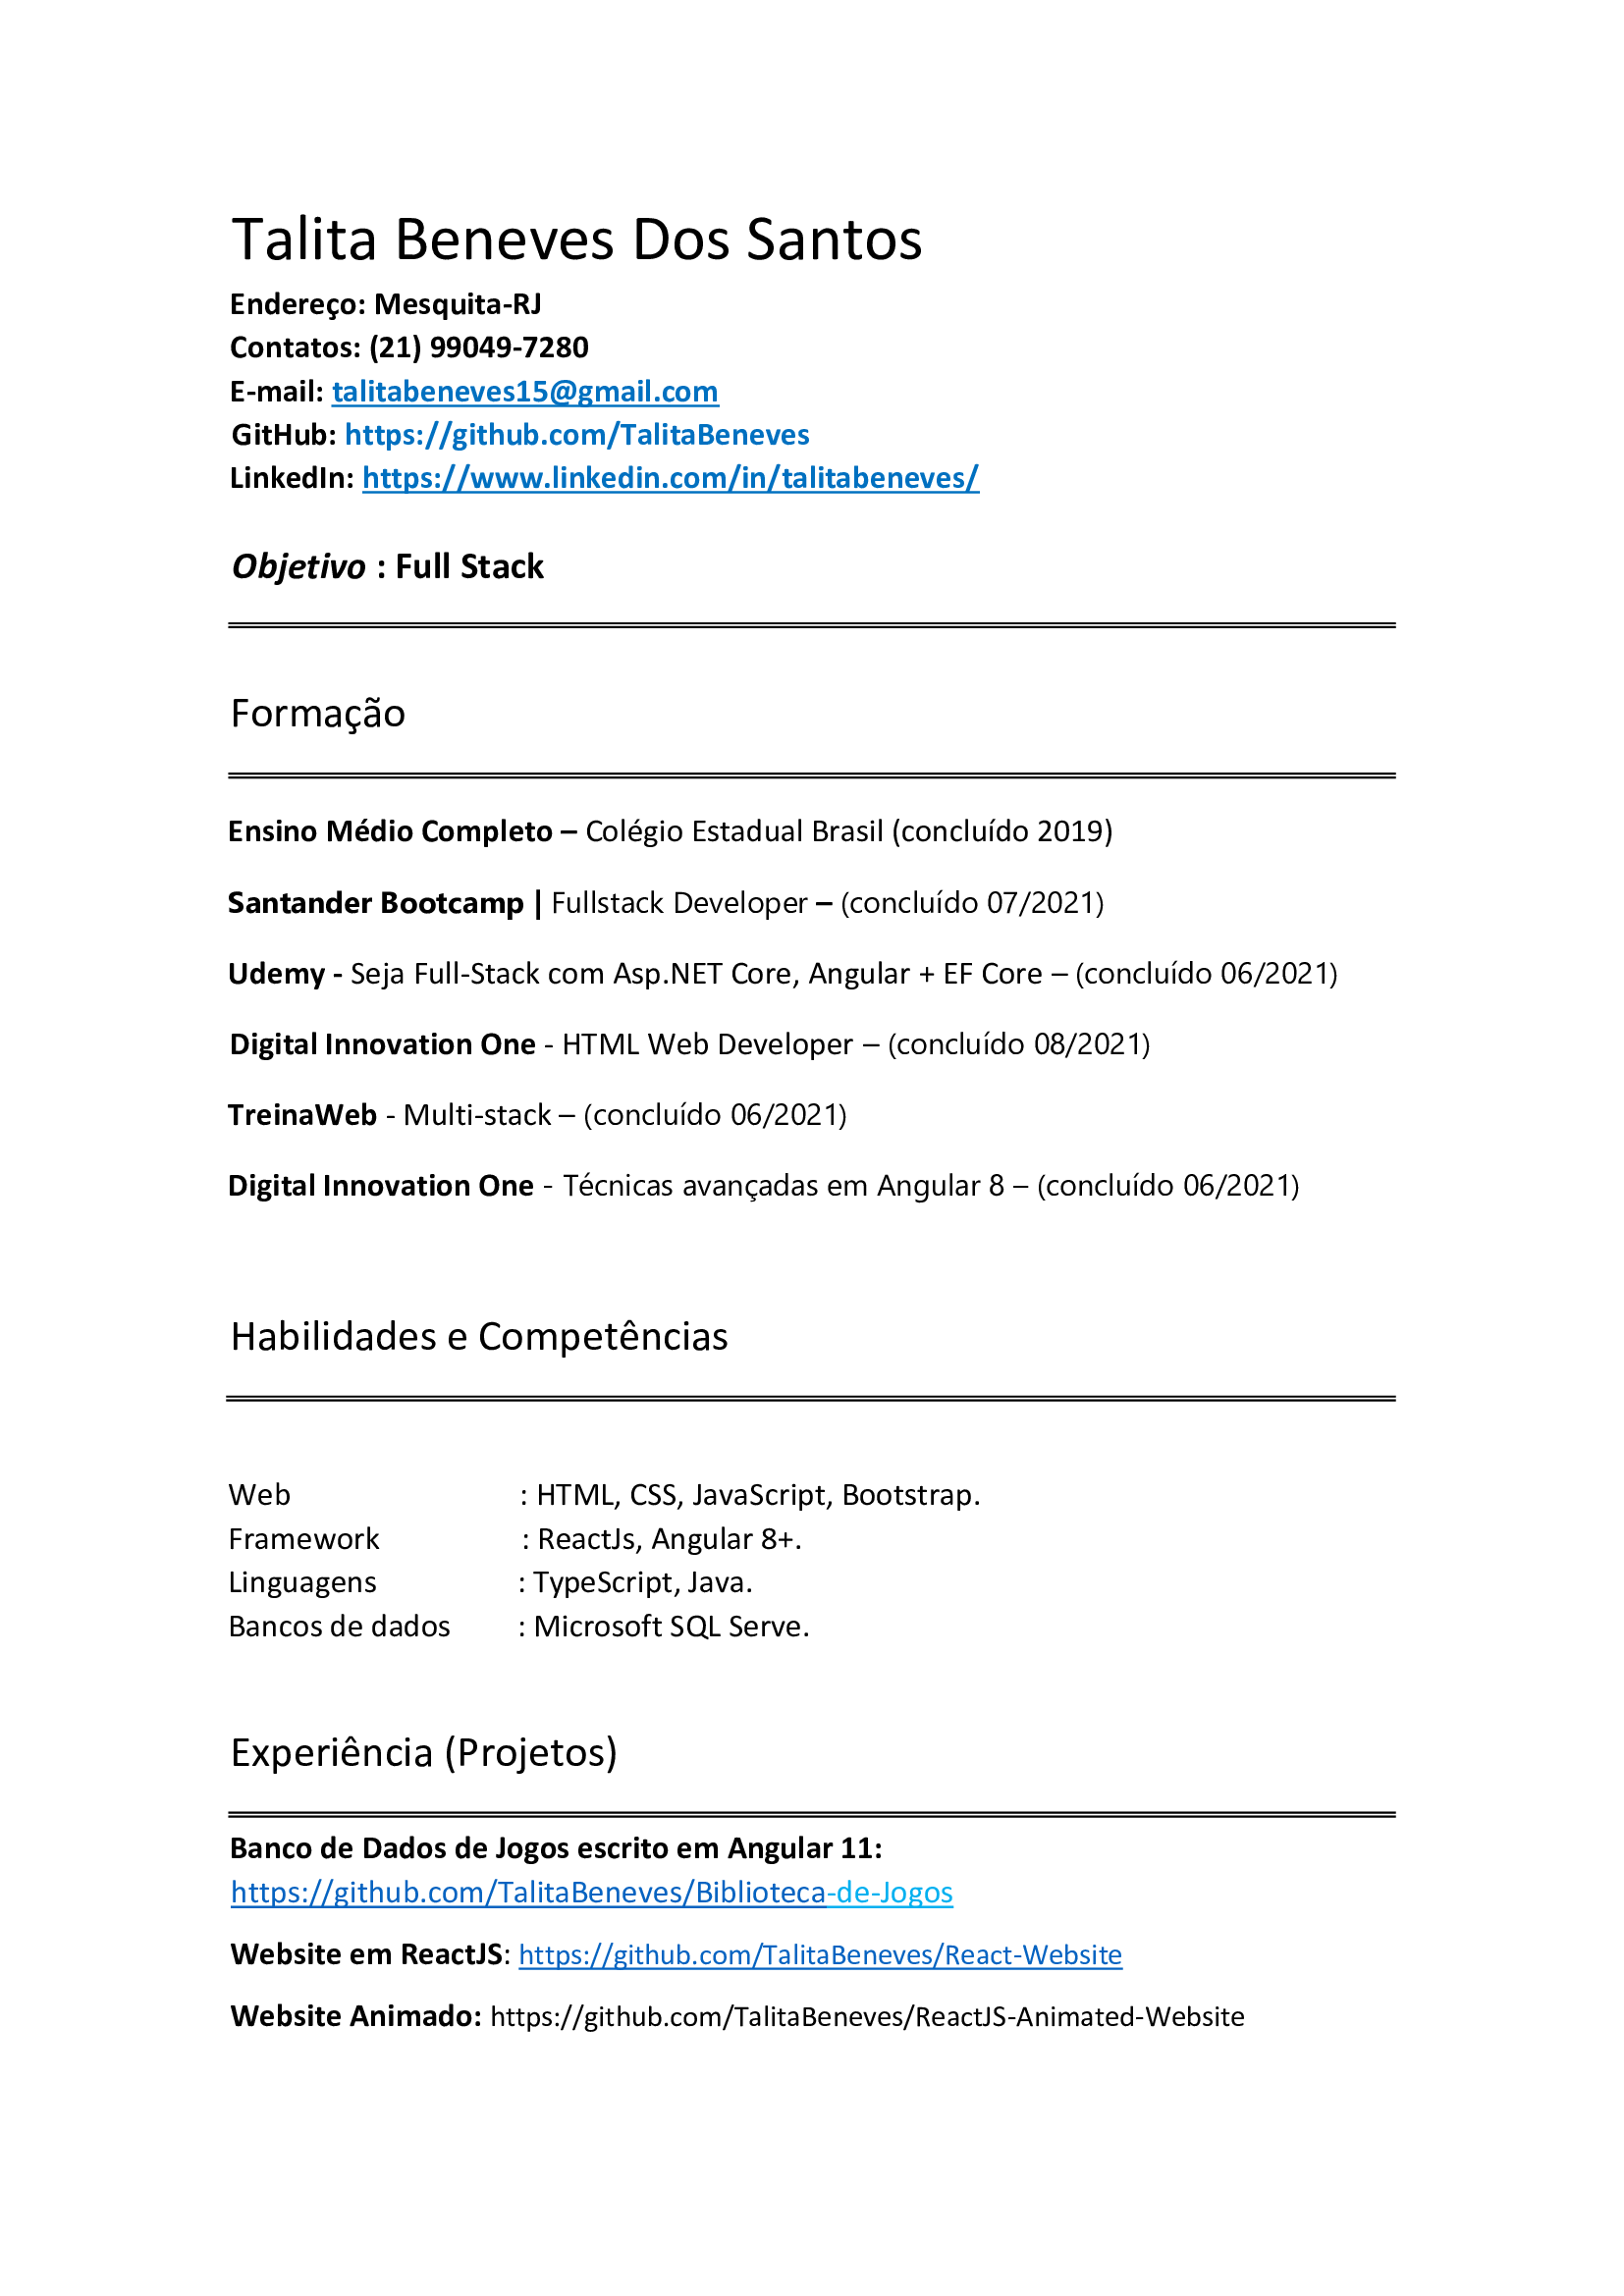 Talita Beneves Dos Santos
Endereço: Mesquita-RJ
Contatos: (21) 99049-7280
E-mail: talitabeneves15@gmail.com
GitHub: https://github.com/TalitaBeneves
LinkedIn: https://www.linkedin.com/in/talitabeneves/
Objetivo : Full Stack
Formação
Ensino Médio Completo – Colégio Estadual Brasil (concluído 2019)
Santander Bootcamp | Fullstack Developer – (concluído 07/2021)
Udemy - Seja Full-Stack com Asp.NET Core, Angular + EF Core – (concluído 06/2021)
Digital Innovation One - HTML Web Developer – (concluído 08/2021)
TreinaWeb - Multi-stack – (concluído 06/2021)
Digital Innovation One - Técnicas avançadas em Angular 8 – (concluído 06/2021)
Habilidades e Competências
Web : HTML, CSS, JavaScript, Bootstrap.
Framework : ReactJs, Angular 8+.
Linguagens : TypeScript, Java.
Bancos de dados : Microsoft SQL Serve.
Experiência (Projetos)
Banco de Dados de Jogos escrito em Angular 11:
https://github.com/TalitaBeneves/Biblioteca-de-Jogos
Website em ReactJS: https://github.com/TalitaBeneves/React-Website
Website Animado: https://github.com/TalitaBeneves/ReactJS-Animated-Website